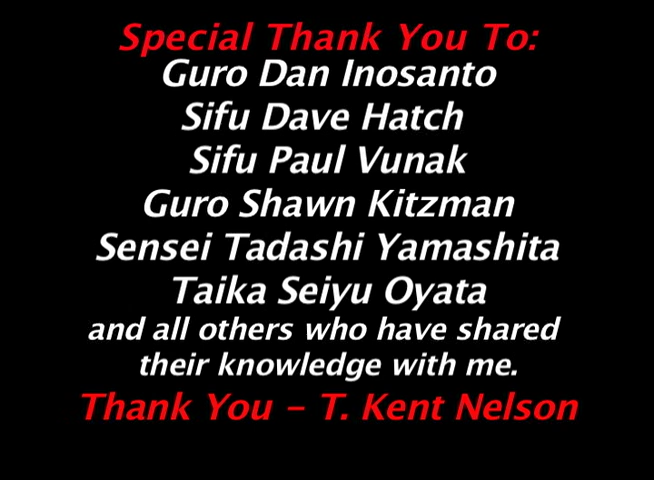 Special Thank You To:
Guro Dan Inosanto
Sifu Dave Hatch
Sifu Paul Vunak
Guro Shawn Kitzman
Sensei Tadashi Yamashita
Taika Seiyu Oyata
and all others who have shared
their knowledge with me.
Thank You - T. Kent Nelson